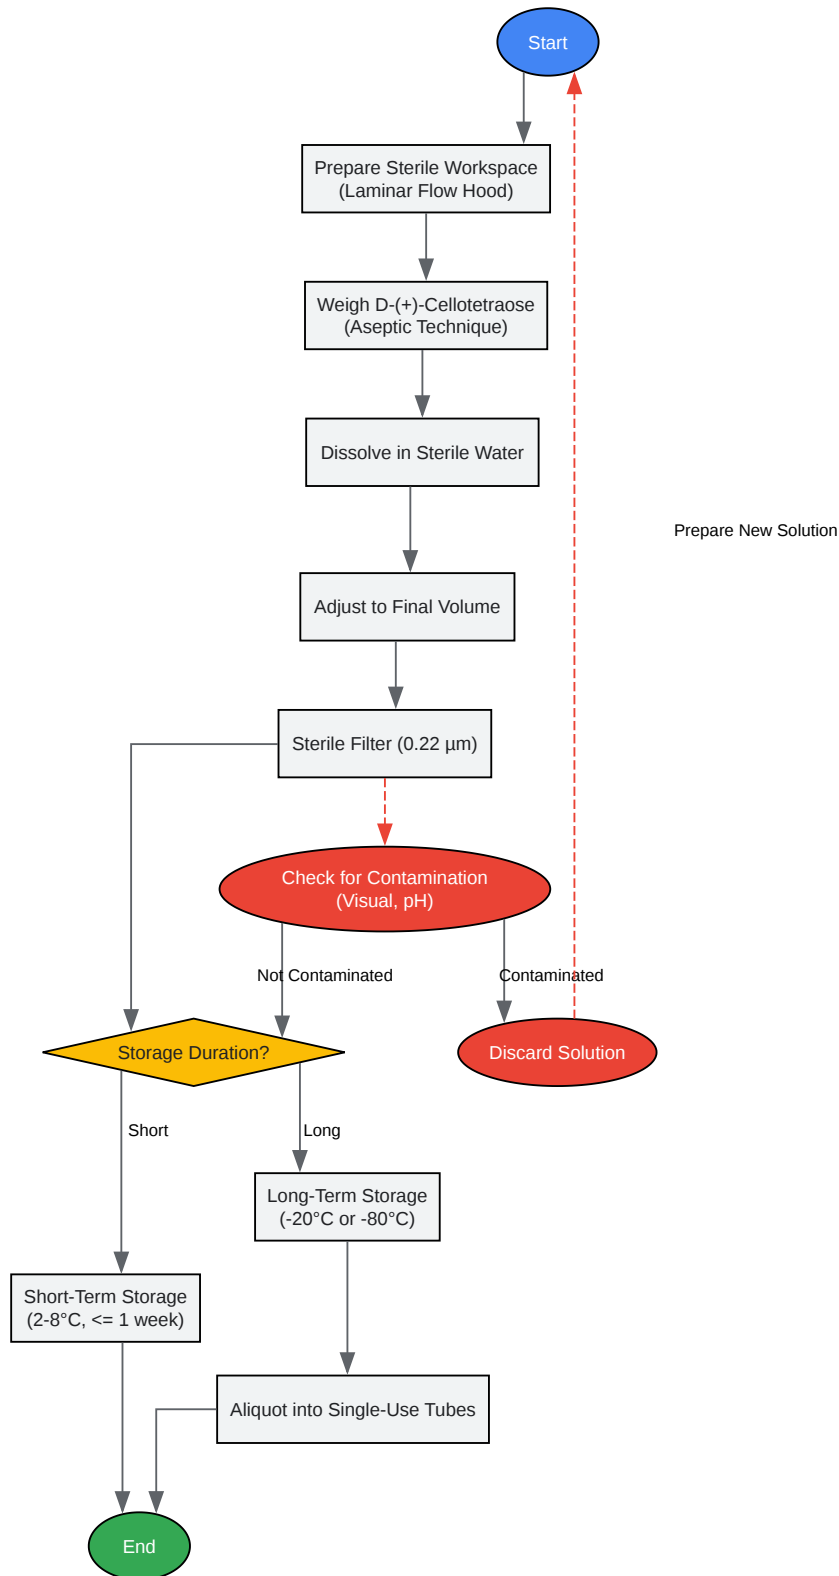 Start
Prepare Sterile Workspace
(Laminar Flow Hood)
Weigh D-(+)-Cellotetraose
(Aseptic Technique)
Dissolve in Sterile Water
Prepare New Solution
Adjust to Final Volume
Sterile Filter (0.22 µm)
Check for Contamination
(Visual, pH)
Not Contaminated
Contaminated
Storage Duration?
Discard Solution
Short
Long
Long-Term Storage
(-20°C or -80°C)
Short-Term Storage
(2-8°C, <= 1 week)
Aliquot into Single-Use Tubes
End